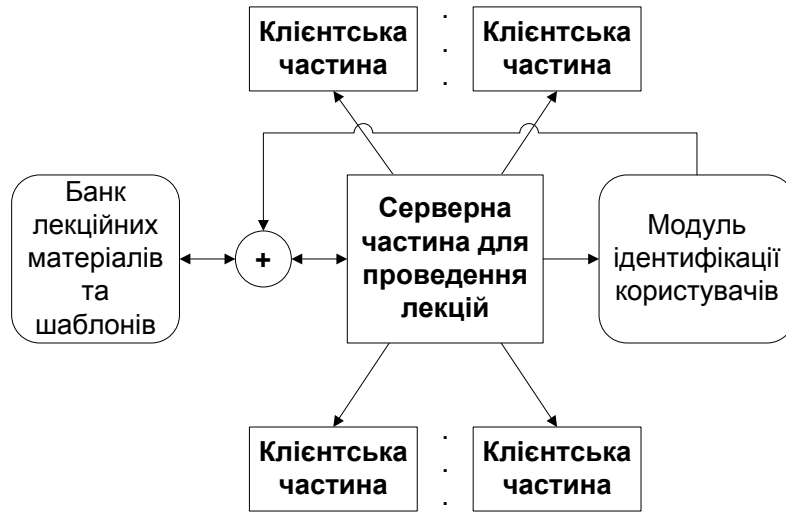 Клієнтська
частина
Клієнтська
частина
Банк
лекційних
матеріалів
та
шаблонів
+
Серверна
частина для
проведення
лекцій
Модуль
ідентифікації
користувачів
Клієнтська
частина
Клієнтська
частина